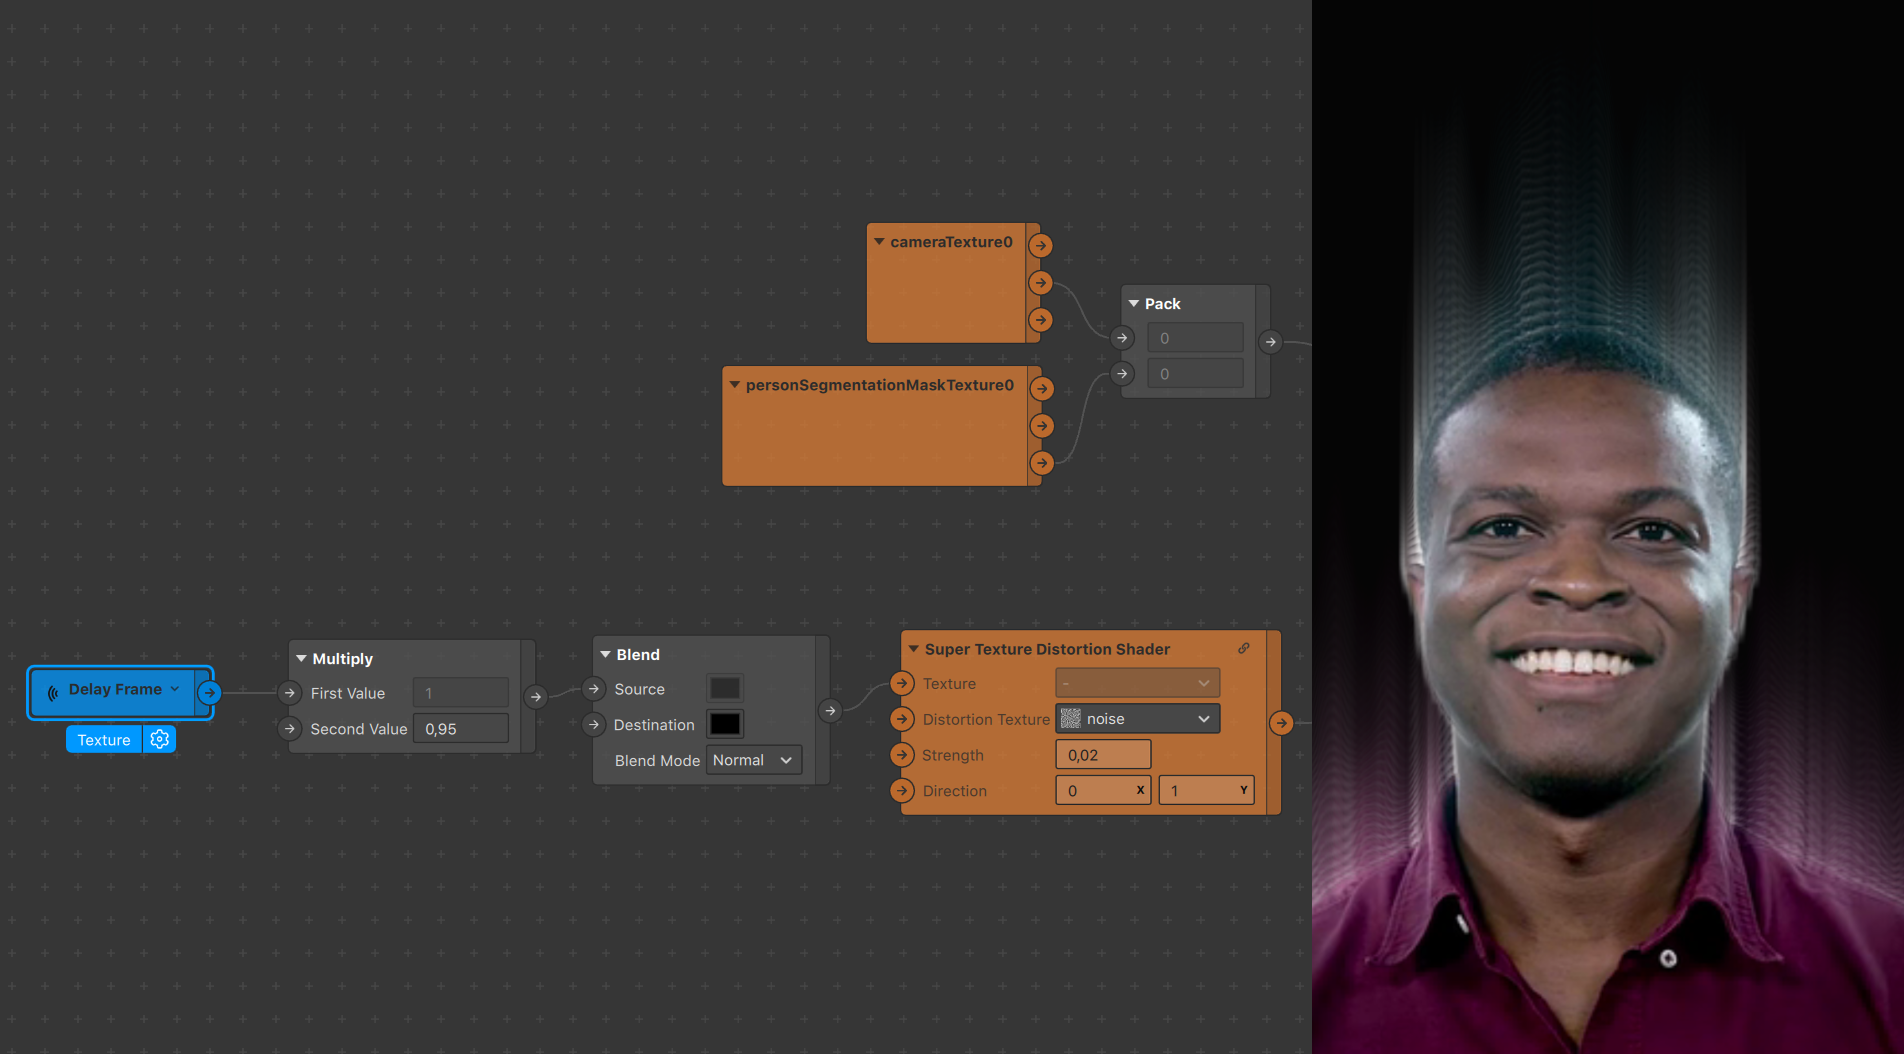 cameraTexture0
Pack
0
0
personSegmentationMaskTexture0
Delay Frame
Texture
Multiply
First Value 1
Second Value 0,95
Blend
Source
Destination
Blend Mode Normal
Super Texture Distortion Shader
Texture -
Distortion Texture noise
Strength 0,02
Direction 0 X 1 Y